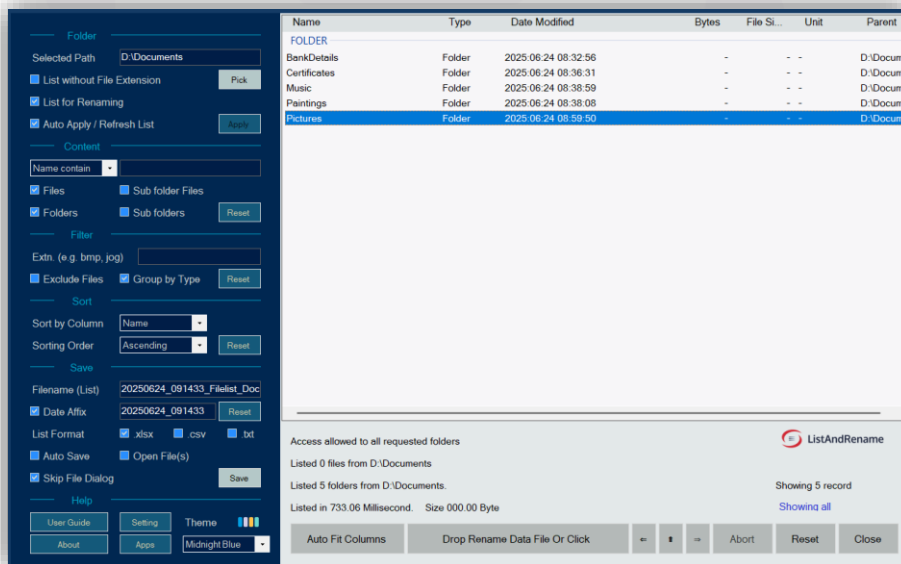 Folder
Selected Path D:\Documents
List without File Extension Pick
List for Renaming
Auto Apply / Refresh List Apply
Content
Name contain
Files Sub folder Files
Folders Sub folders Reset
Filter
Extn. (e.g. bmp, jog)
Exclude Files Group by Type Reset
Sort
Sort by Column Name
Sorting Order Ascending Reset
Save
Filename (List) 20250624_091433_Filelist_Doc
Date Affix 20250624_091433 Reset
List Format .xlsx .csv .txt
Auto Save Open File(s)
Skip File Dialog Save
Help
User Guide Setting Theme
About Apps Midnight Blue
Name Type Date Modified Bytes File Si... Unit Parent
FOLDER
BankDetails Folder 2025:06:24 08:32:56 - - - D:\Docum
Certificates Folder 2025:06:24 08:36:31 - - - D:\Docum
Music Folder 2025:06:24 08:38:59 - - - D:\Docum
Paintings Folder 2025:06:24 08:38:08 - - - D:\Docum
Pictures Folder 2025:06:24 08:59:50 - - - D:\Docum
Access allowed to all requested folders
ListAndRename
Listed 0 files from D:\Documents
Listed 5 folders from D:\Documents. Showing 5 record
Listed in 733.06 Millisecond. Size 000.00 Byte Showing all
Auto Fit Columns Drop Rename Data File Or Click ⇐ ⬍ ⇒ Abort Reset Close